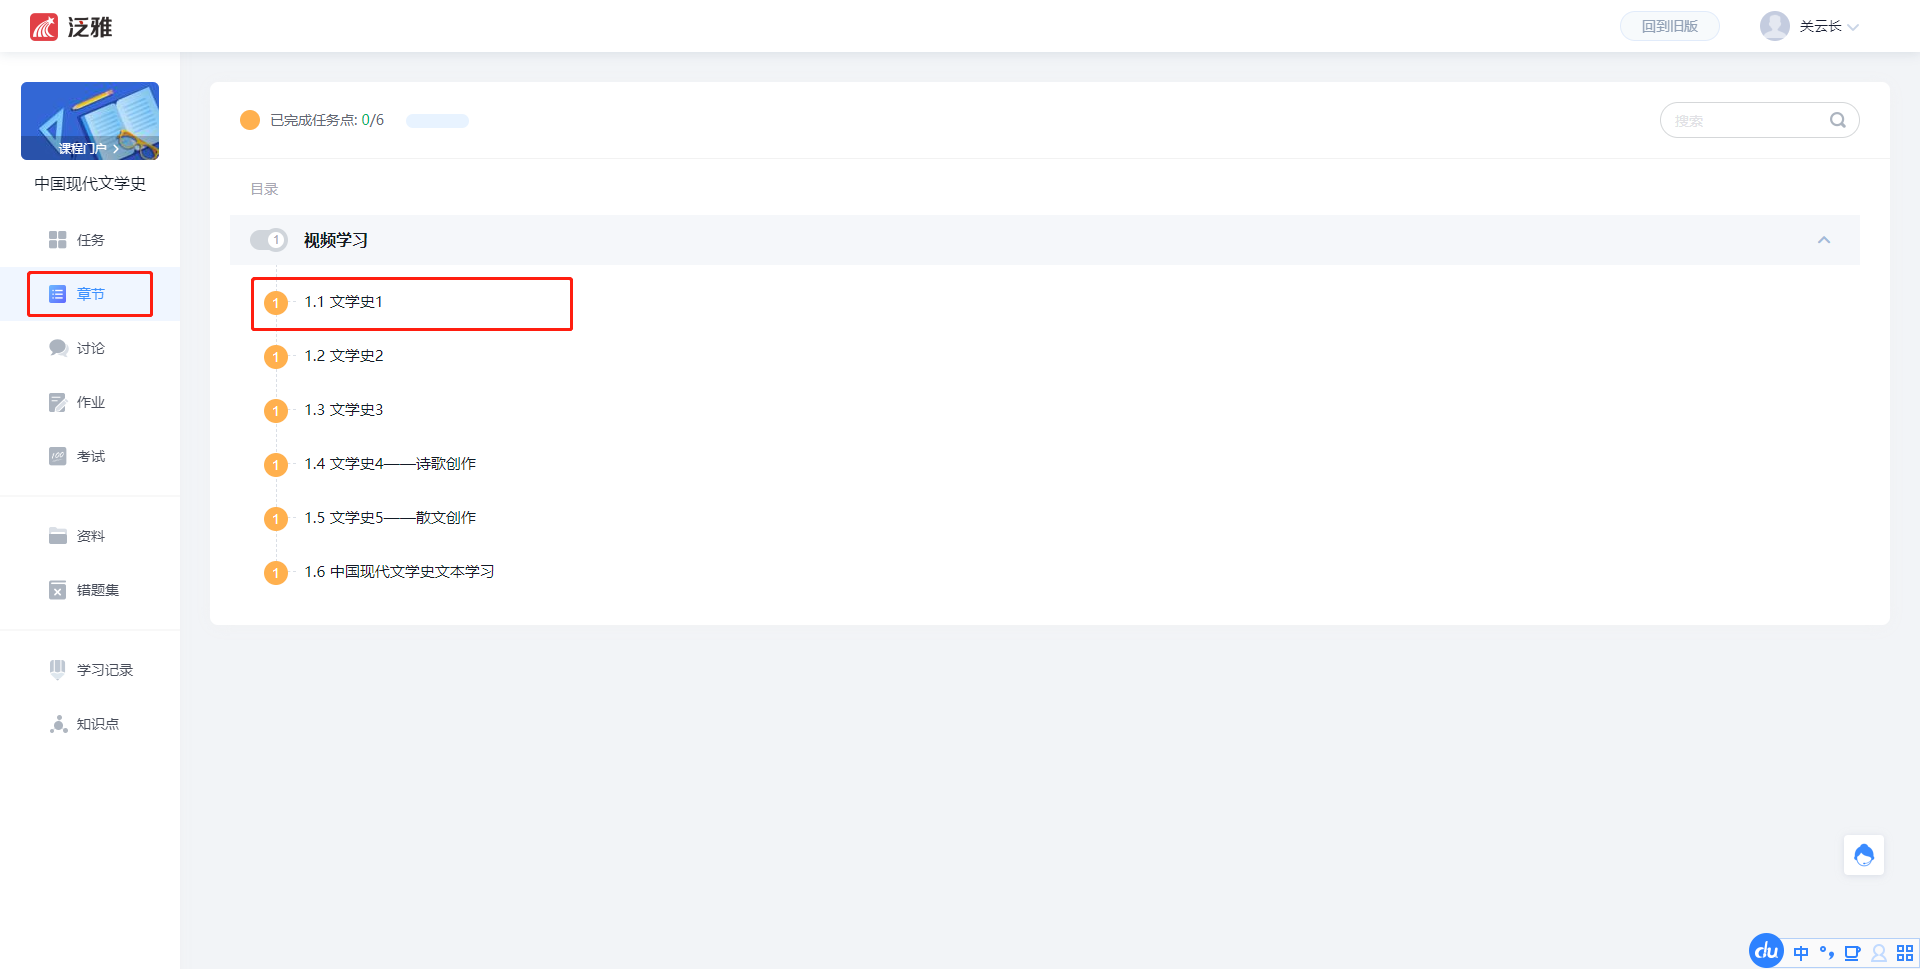 泛雅
回到旧版
关云长
课程门户
中国现代文学史
任务
章节
讨论
作业
考试
资料
错题集
学习记录
知识点
已完成任务点: 0/6
搜索
目录
1 视频学习
1 1.1 文学史1
1 1.2 文学史2
1 1.3 文学史3
1 1.4 文学史4——诗歌创作
1 1.5 文学史5——散文创作
1 1.6 中国现代文学史文本学习
du 中